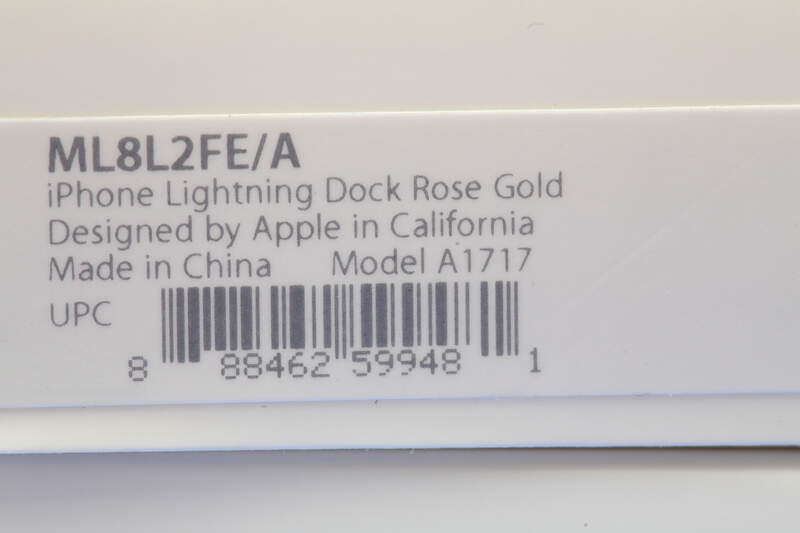 ML8L2FE/A
iPhone Lightning Dock Rose Gold
Designed by Apple in California
Made in China Model A1717
UPC
8 88462 59948 1